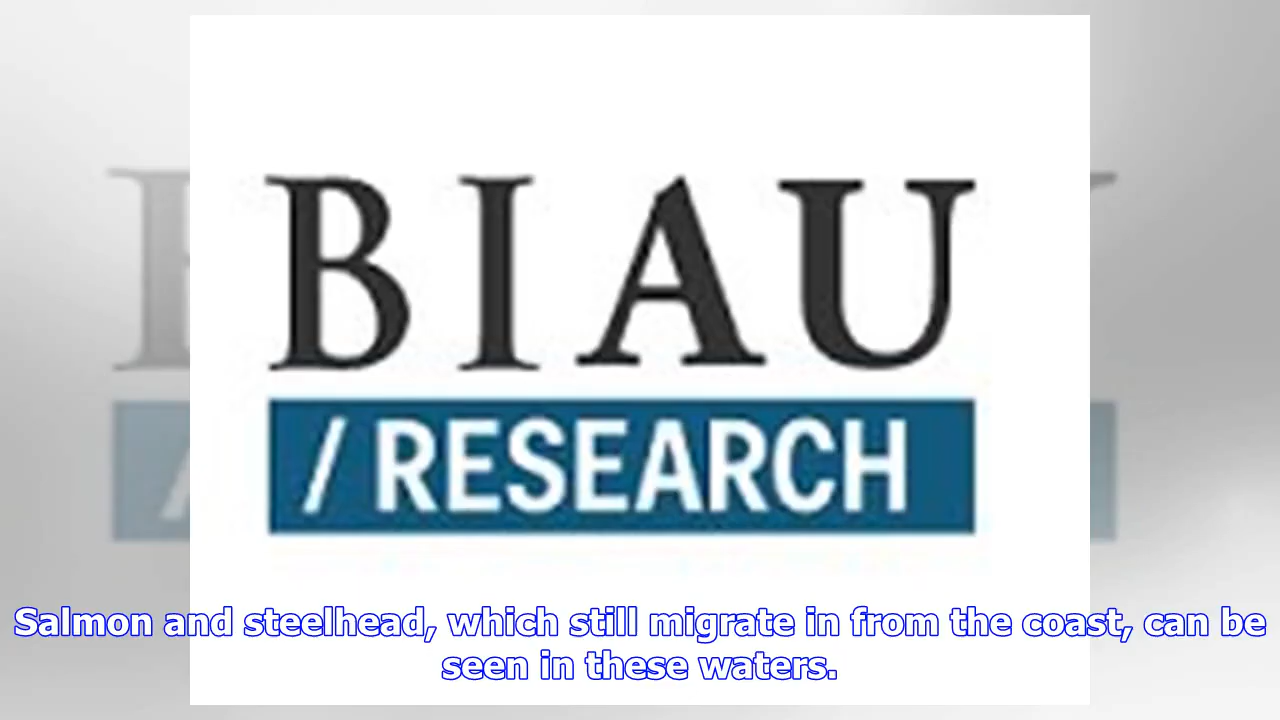 BIAU
/ RESEARCH
Salmon and steelhead, which still migrate in from the coast, can be
seen in these waters.